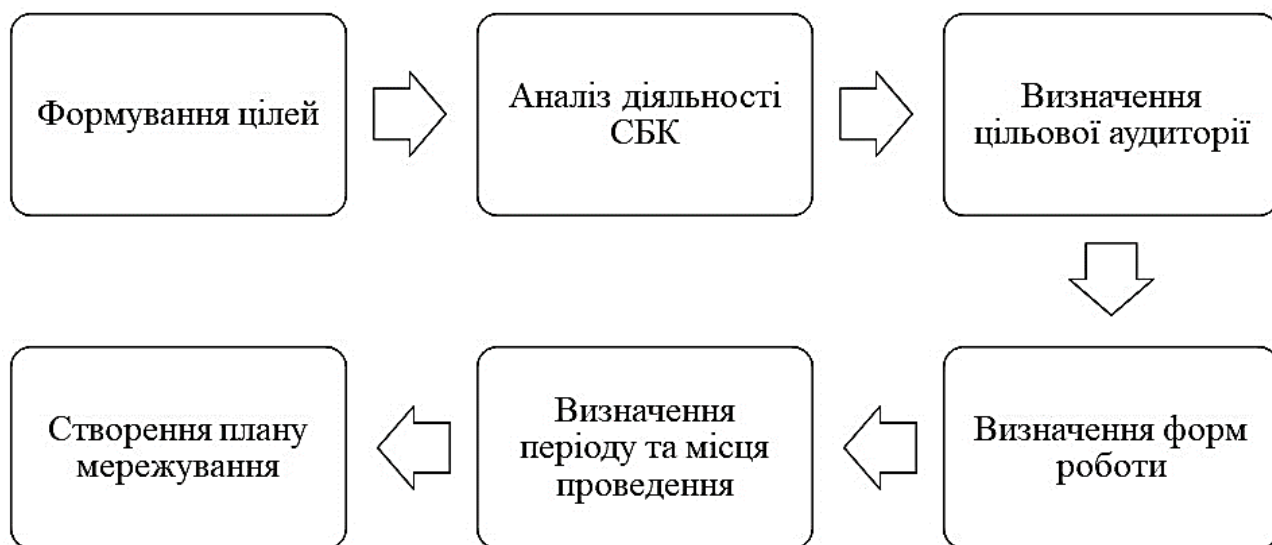 Формування цілей
Аналіз діяльності
СБК
Визначення
цільової аудиторії
Визначення форм
роботи
Визначення
періоду та місця
проведення
Створення плану
мережування